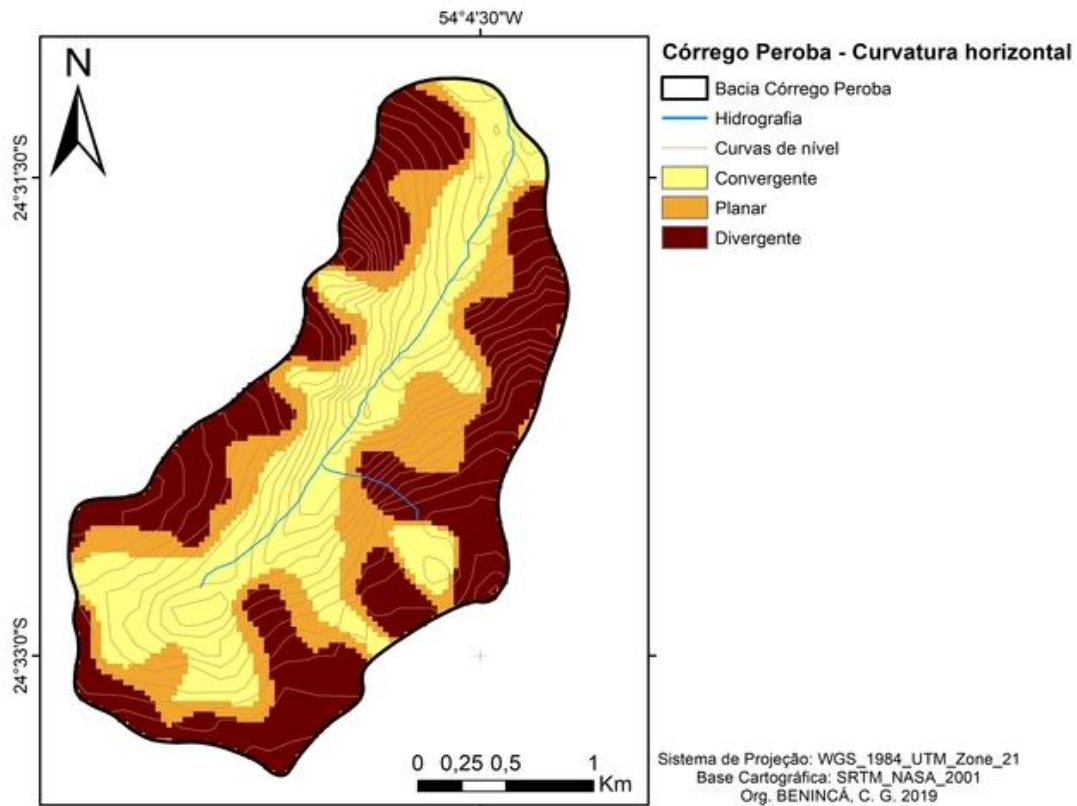 54°4'30"W
Córrego Peroba - Curvatura horizontal
N
Bacia Córrego Peroba
Hidrografia
Curvas de nível
24°31'30"S
Convergente
Planar
Divergente
24°33'0"S
0 0,25 0,5 1
Km
Sistema de Projeção: WGS_1984_UTM_Zone_21
Base Cartográfica: SRTM_NASA_2001
Org. BENINCÁ, C. G. 2019